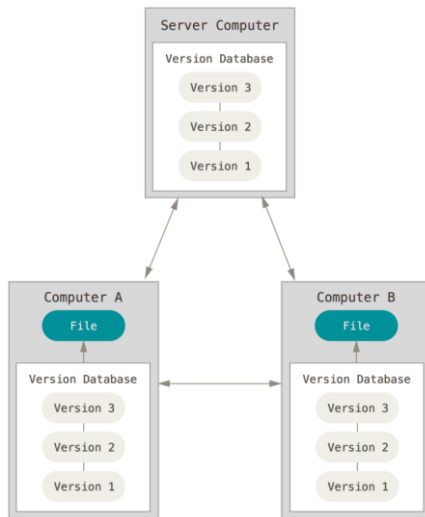 Server Computer
Version Database
Version 3
Version 2
Version 1
Computer A
File
Version Database
Version 3
Version 2
Version 1
Computer B
File
Version Database
Version 3
Version 2
Version 1